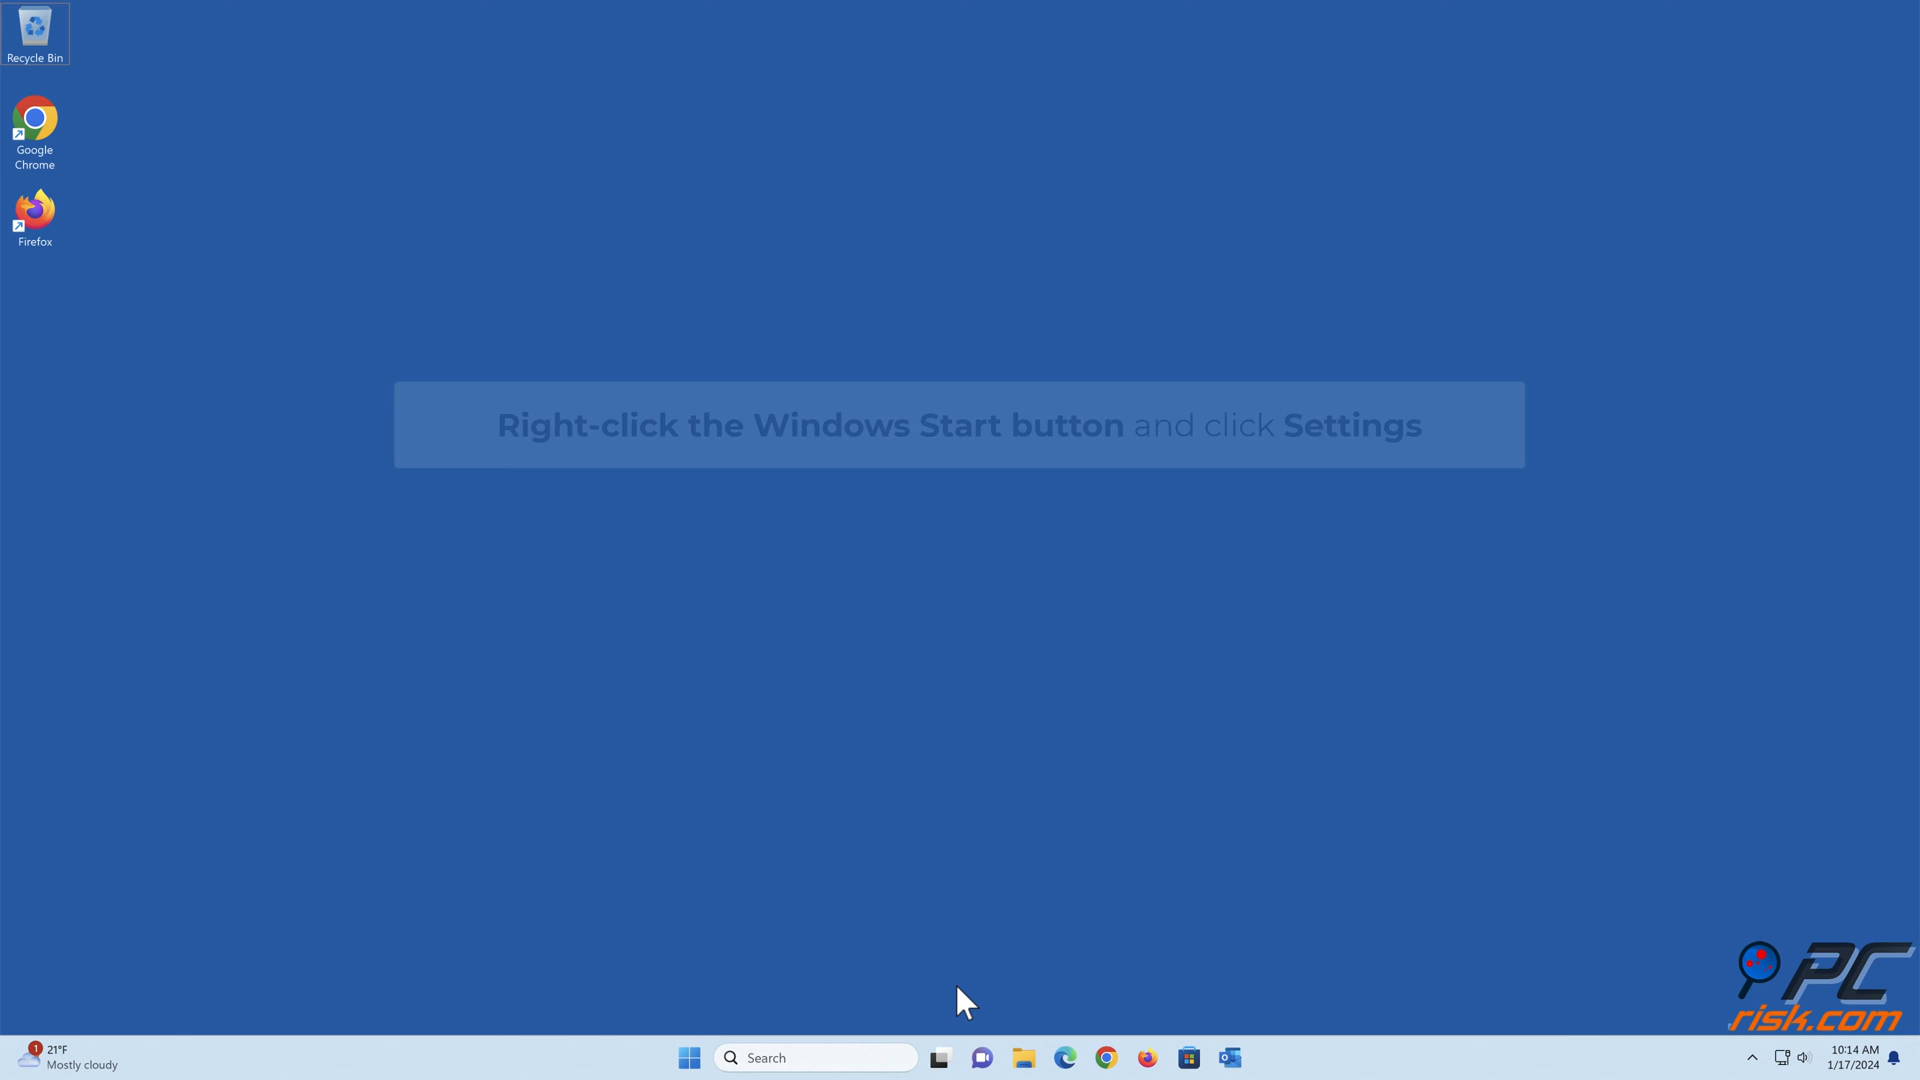 Recycle Bin
Google
Chrome
Firefox
Right-click the Windows Start button and click Settings
PC
risk.com
1
21°F
Mostly cloudy
Search
10:14 AM
1/17/2024